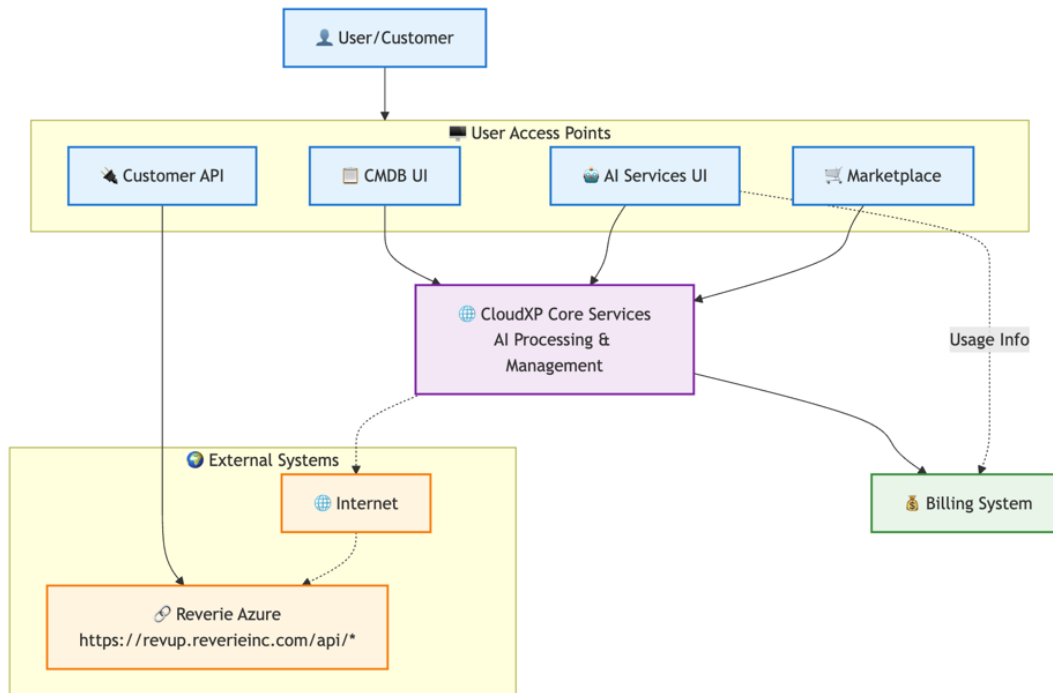 👤 User/Customer
🖥️ User Access Points
🔌 Customer API
📋 CMDB UI
🤖 AI Services UI
🛒 Marketplace
🌐 CloudXP Core Services
AI Processing &
Management
Usage Info
🌍 External Systems
🌐 Internet
💰 Billing System
🔗 Reverie Azure
https://revup.reverieinc.com/api/*